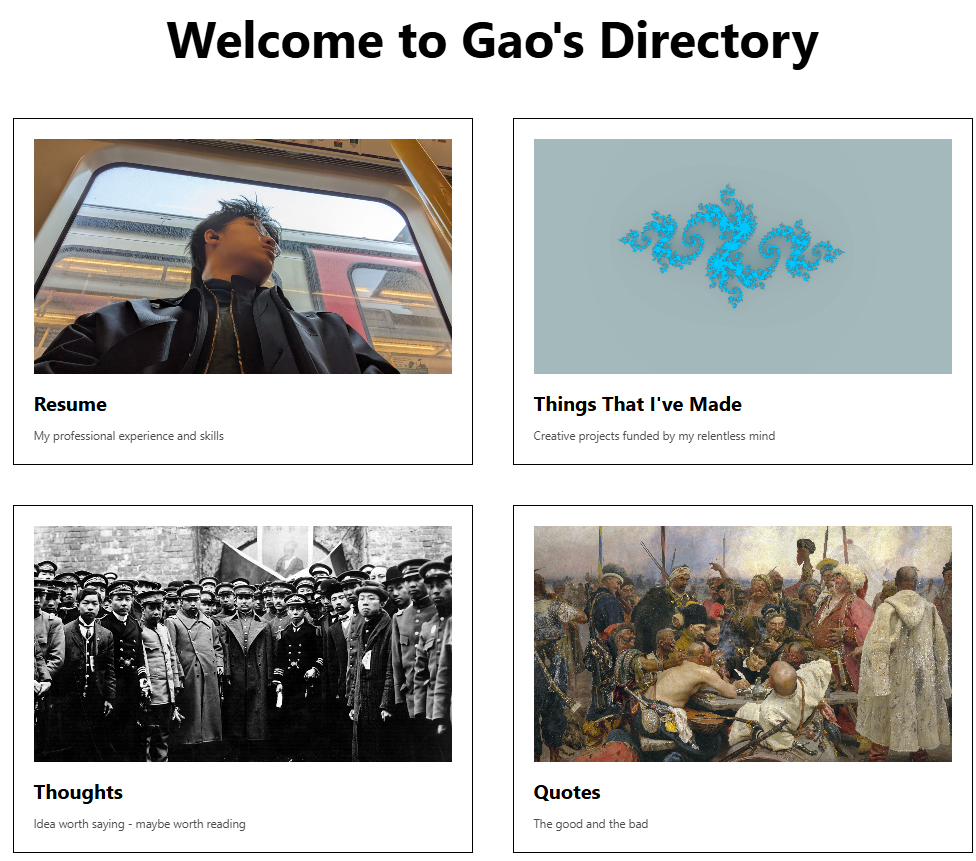 Welcome to Gao's Directory
Resume
My professional experience and skills
Things That I've Made
Creative projects funded by my relentless mind
Thoughts
Idea worth saying - maybe worth reading
Quotes
The good and the bad